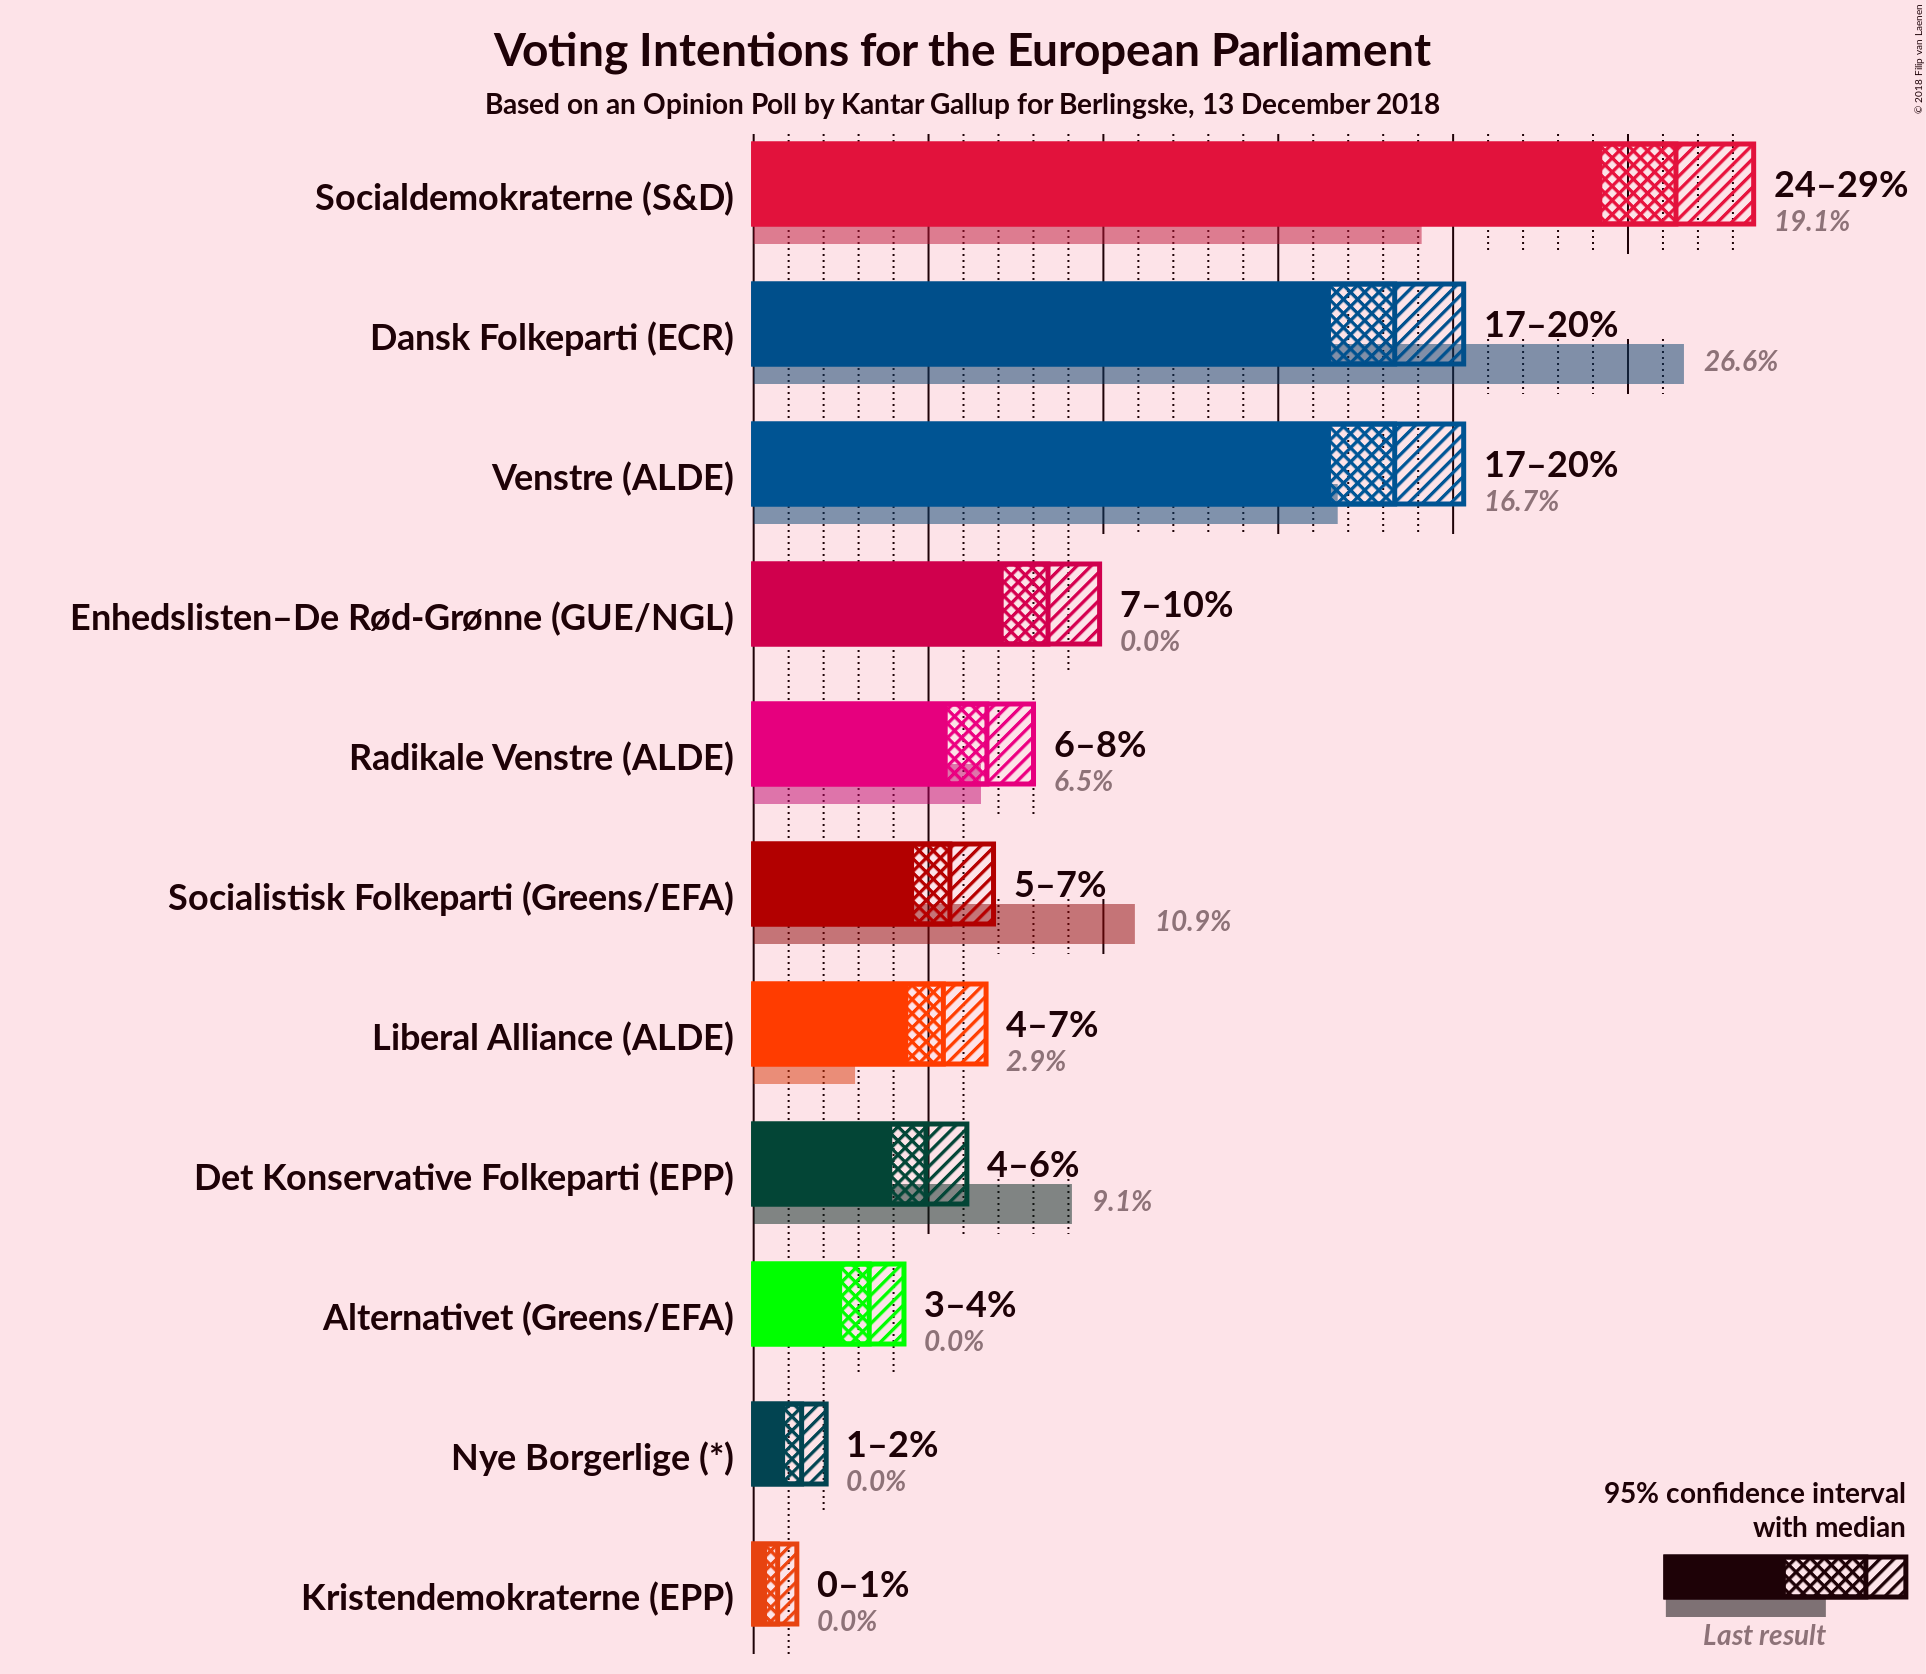 Voting Intentions for the European Parliament
Based on an Opinion Poll by Kantar Gallup for Berlingske, 13 December 2018
© 2018 Filip van Laenen
Socialdemokraterne (S&D)
24–29%
19.1%
Dansk Folkeparti (ECR)
17–20%
26.6%
Venstre (ALDE)
17–20%
16.7%
Enhedslisten–De Rød-Grønne (GUE/NGL)
7–10%
0.0%
Radikale Venstre (ALDE)
6–8%
6.5%
Socialistisk Folkeparti (Greens/EFA)
5–7%
10.9%
Liberal Alliance (ALDE)
4–7%
2.9%
Det Konservative Folkeparti (EPP)
4–6%
9.1%
Alternativet (Greens/EFA)
3–4%
0.0%
Nye Borgerlige (*)
1–2%
0.0%
Kristendemokraterne (EPP)
0–1%
0.0%
95% confidence interval
with median
Last result